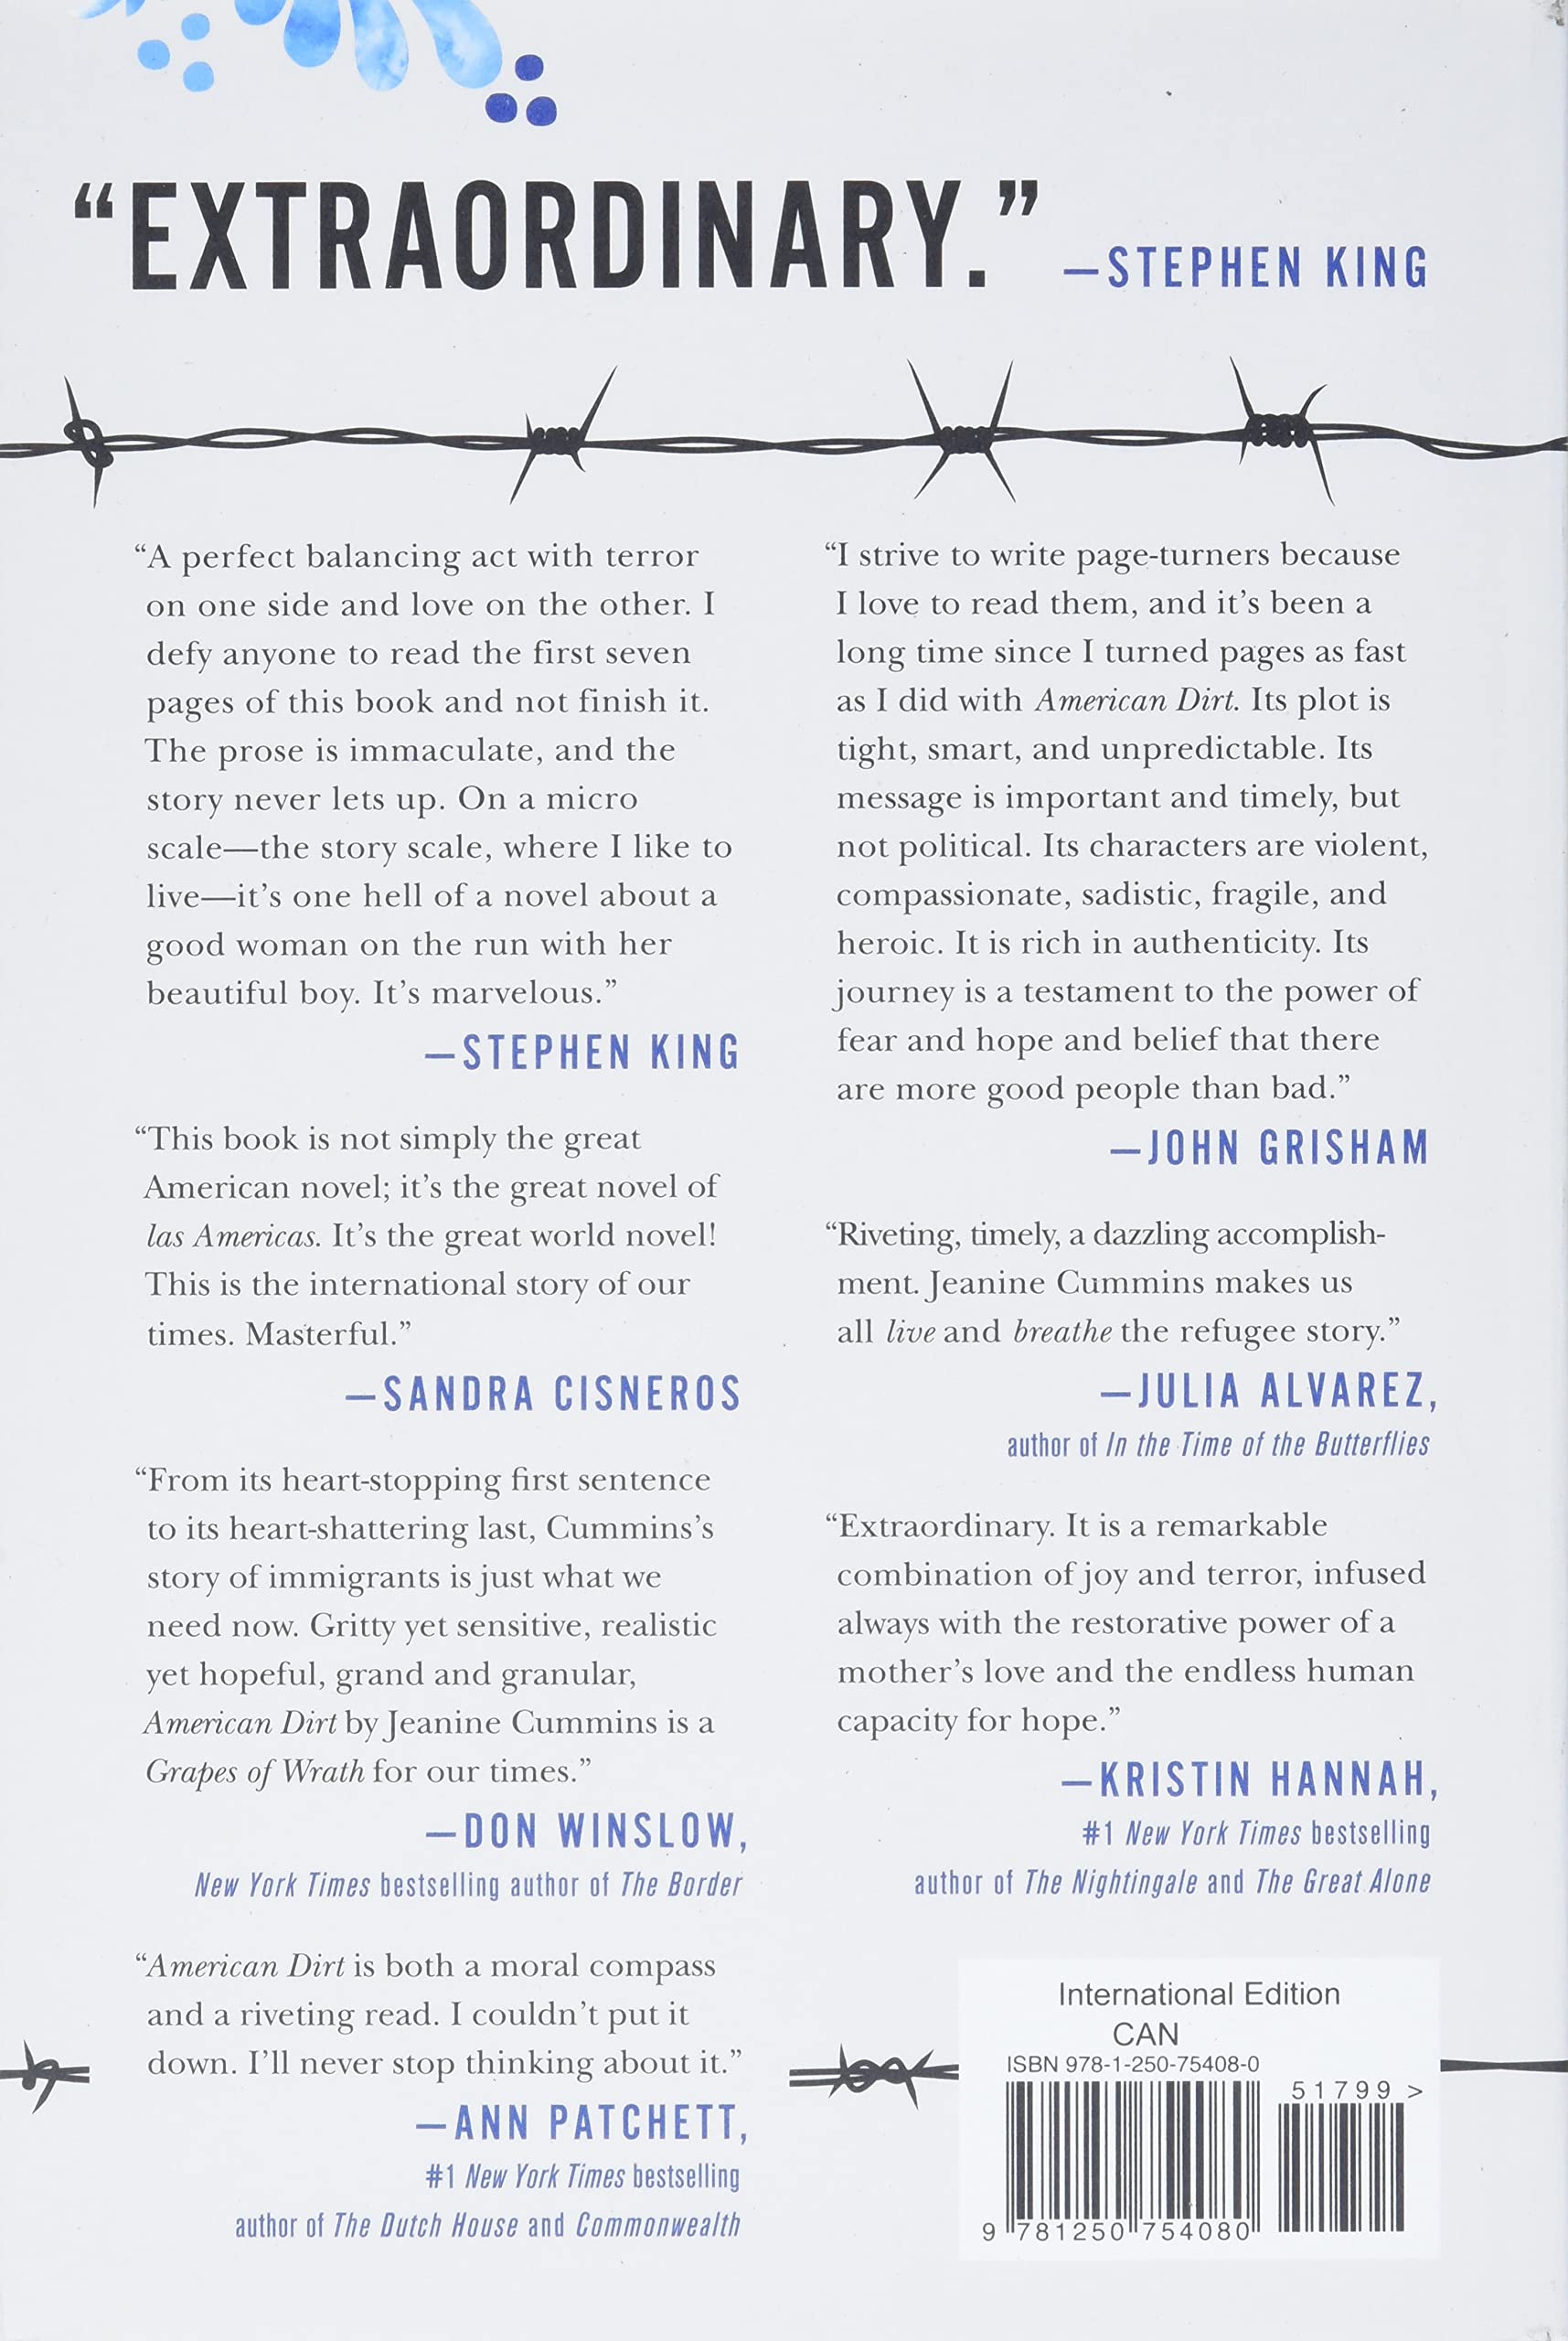 “EXTRAORDINARY.” —STEPHEN KING
“A perfect balancing act with terror
on one side and love on the other. I
defy anyone to read the first seven
pages of this book and not finish it.
The prose is immaculate, and the
story never lets up. On a micro
scale—the story scale, where I like to
live—it’s one hell of a novel about a
good woman on the run with her
beautiful boy. It’s marvelous.”
—STEPHEN KING
“This book is not simply the great
American novel; it’s the great novel of
las Americas. It’s the great world novel!
This is the international story of our
times. Masterful.”
—SANDRA CISNEROS
“From its heart-stopping first sentence
to its heart-shattering last, Cummins’s
story of immigrants is just what we
need now. Gritty yet sensitive, realistic
yet hopeful, grand and granular,
American Dirt by Jeanine Cummins is a
Grapes of Wrath for our times.”
—DON WINSLOW,
New York Times bestselling author of The Border
“American Dirt is both a moral compass
and a riveting read. I couldn’t put it
down. I’ll never stop thinking about it.”
—ANN PATCHETT,
#1 New York Times bestselling
author of The Dutch House and Commonwealth
“I strive to write page-turners because
I love to read them, and it’s been a
long time since I turned pages as fast
as I did with American Dirt. Its plot is
tight, smart, and unpredictable. Its
message is important and timely, but
not political. Its characters are violent,
compassionate, sadistic, fragile, and
heroic. It is rich in authenticity. Its
journey is a testament to the power of
fear and hope and belief that there
are more good people than bad.”
—JOHN GRISHAM
“Riveting, timely, a dazzling accomplish-
ment. Jeanine Cummins makes us
all live and breathe the refugee story.”
—JULIA ALVAREZ,
author of In the Time of the Butterflies
“Extraordinary. It is a remarkable
combination of joy and terror, infused
always with the restorative power of a
mother’s love and the endless human
capacity for hope.”
—KRISTIN HANNAH,
#1 New York Times bestselling
author of The Nightingale and The Great Alone
International Edition
CAN
ISBN 978-1-250-75408-0
51799 >
9 781250 754080